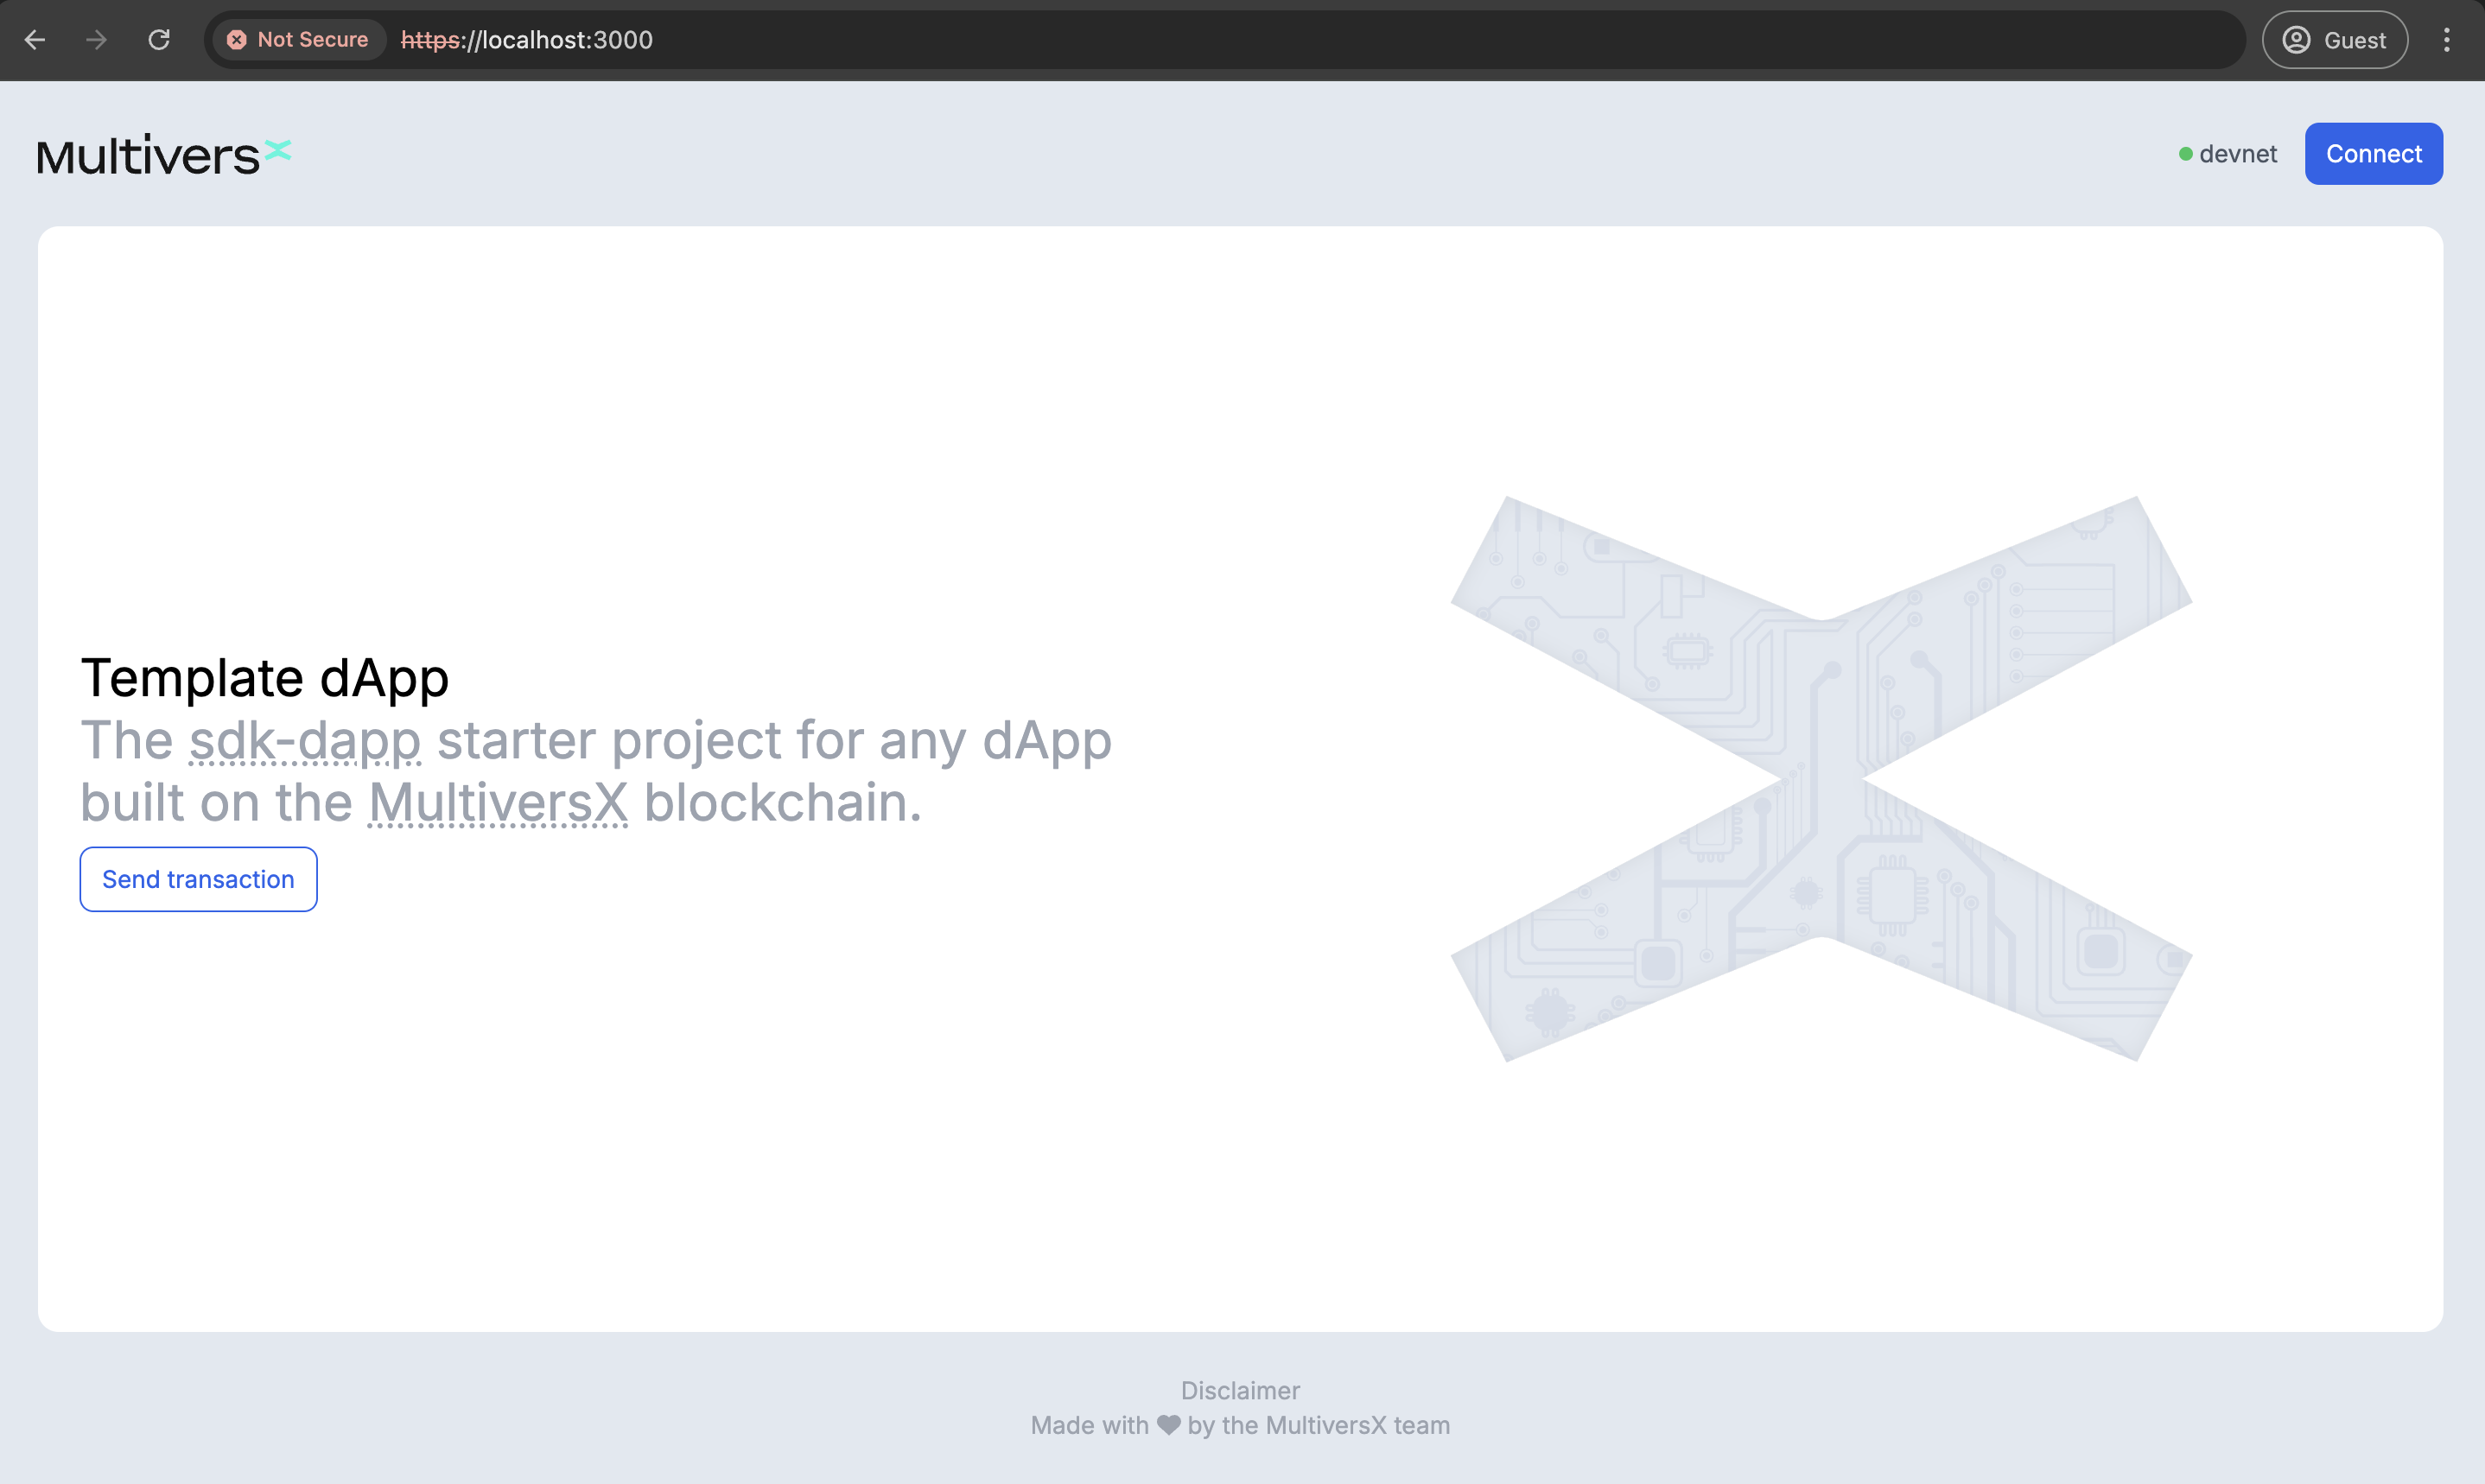 Not Secure https://localhost:3000 Guest
MultiversX
devnet Connect
Template dApp
The sdk-dapp starter project for any dApp
built on the MultiversX blockchain.
Send transaction
Disclaimer
Made with ♥ by the MultiversX team